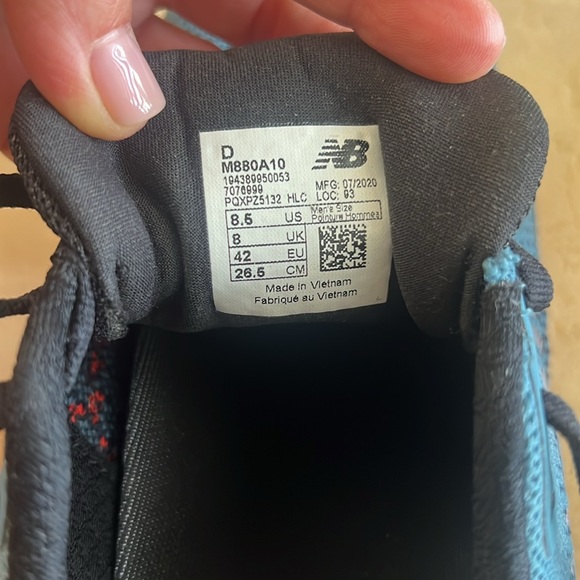 D
M880A10
NB
194389950053
7076999
MFG: 07/2020
PQXPZ5132 HLC
LOC: 93
8.5 US
Men's Size
Pointure Hommes
8 UK
42 EU
26.5 CM
Made in Vietnam
Fabriqué au Vietnam